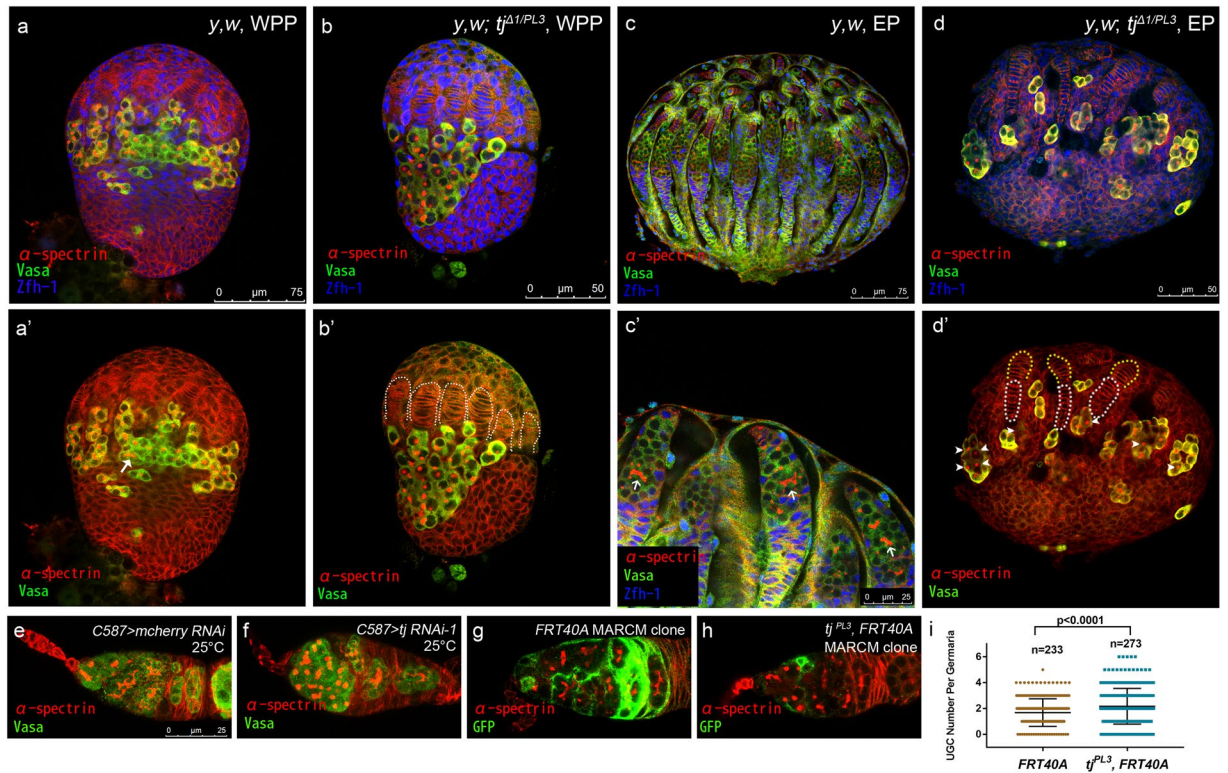 a
y,w, WPP
α-spectrin
Vasa
Zfh-1
0 µm 75
b
y,w; tjΔ1/PL3, WPP
α-spectrin
Vasa
Zfh-1
0 µm 50
c
y,w, EP
α-spectrin
Vasa
Zfh-1
0 µm 75
d
y,w; tjΔ1/PL3, EP
α-spectrin
Vasa
Zfh-1
0 µm 50
a'
α-spectrin
Vasa
b'
α-spectrin
Vasa
c'
α-spectrin
Vasa
Zfh-1
0 µm 25
d'
α-spectrin
Vasa
e
C587>mcherry RNAi
25°C
α-spectrin
Vasa
0 µm 25
f
C587>tj RNAi-1
25°C
α-spectrin
Vasa
g
FRT40A MARCM clone
α-spectrin
GFP
h
tj PL3, FRT40A
MARCM clone
α-spectrin
GFP
i
p<0.0001
n=233
n=273
UGC Number Per Germaria
6
4
2
0
FRT40A
tjPL3, FRT40A